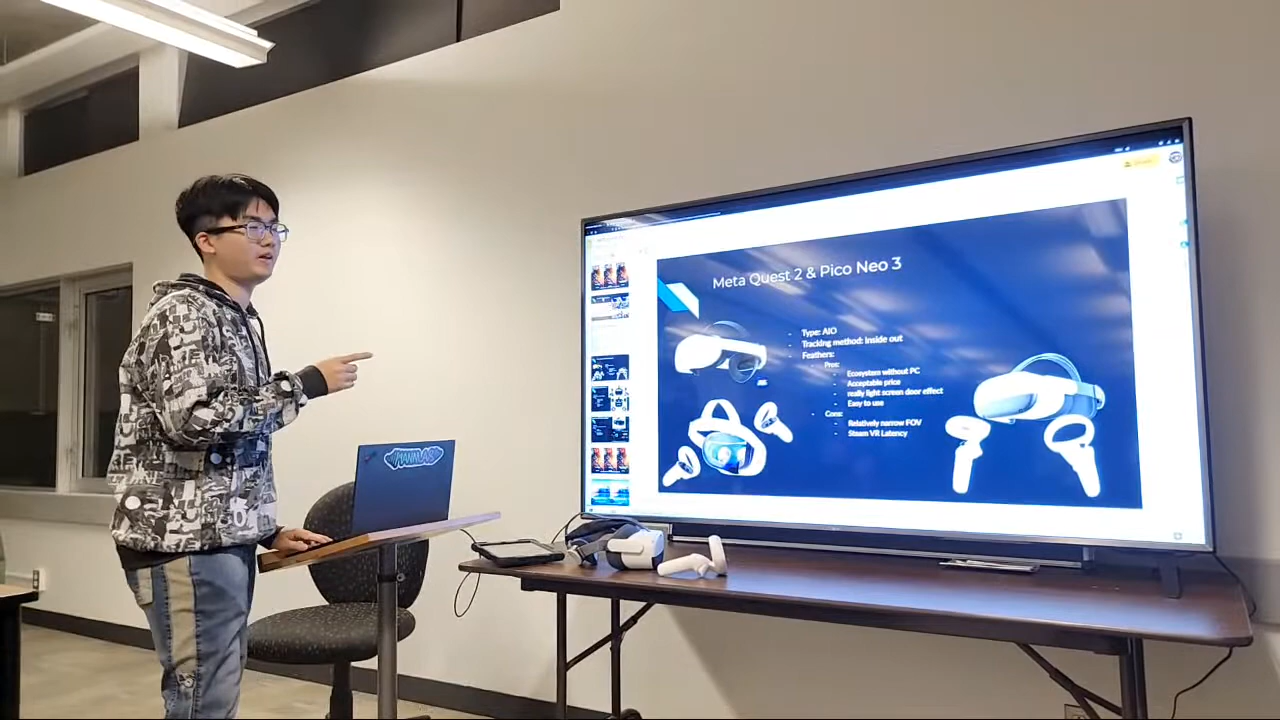 Meta Quest 2 & Pico Neo 3
- Type: AIO
- Tracking method: Inside out
- Feathers:
- Pros:
- Ecosystem without PC
- Acceptable price
- really light screen door effect
- Easy to use
- Cons:
- Relatively narrow FOV
- Steam VR Latency